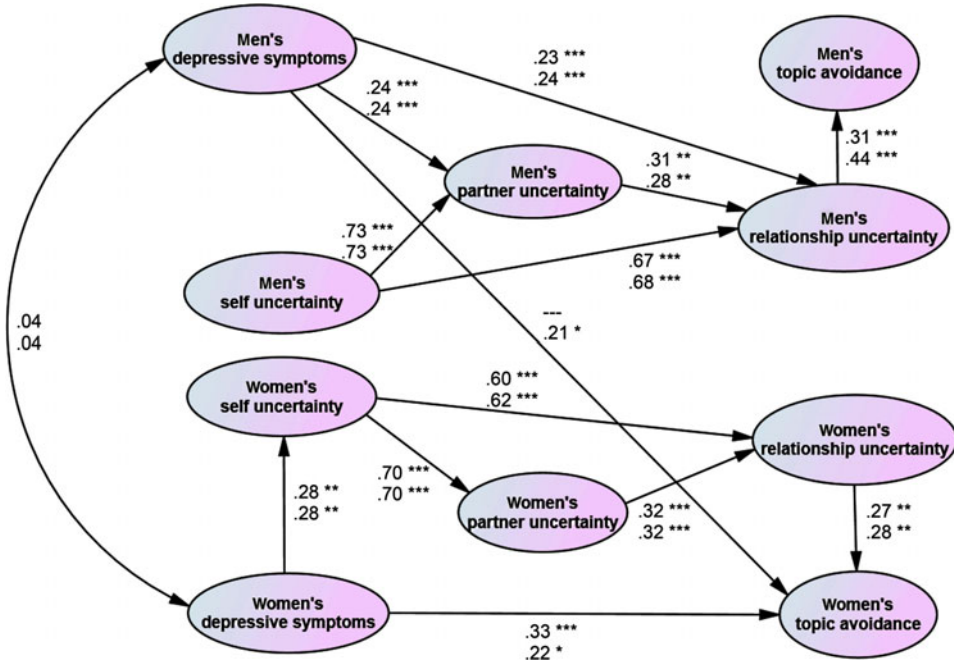 Men's
depressive symptoms
Men's
topic avoidance
.23 ***
.24 ***
.24 ***
.24 ***
.31 ***
.44 ***
Men's
partner uncertainty
.31 **
.28 **
Men's
relationship uncertainty
.73 ***
.73 ***
Men's
self uncertainty
.67 ***
.68 ***
.04
.04
---
.21 *
Women's
self uncertainty
.60 ***
.62 ***
Women's
relationship uncertainty
.70 ***
.70 ***
.28 **
.28 **
Women's
partner uncertainty
.32 ***
.32 ***
.27 **
.28 **
Women's
depressive symptoms
Women's
topic avoidance
.33 ***
.22 *